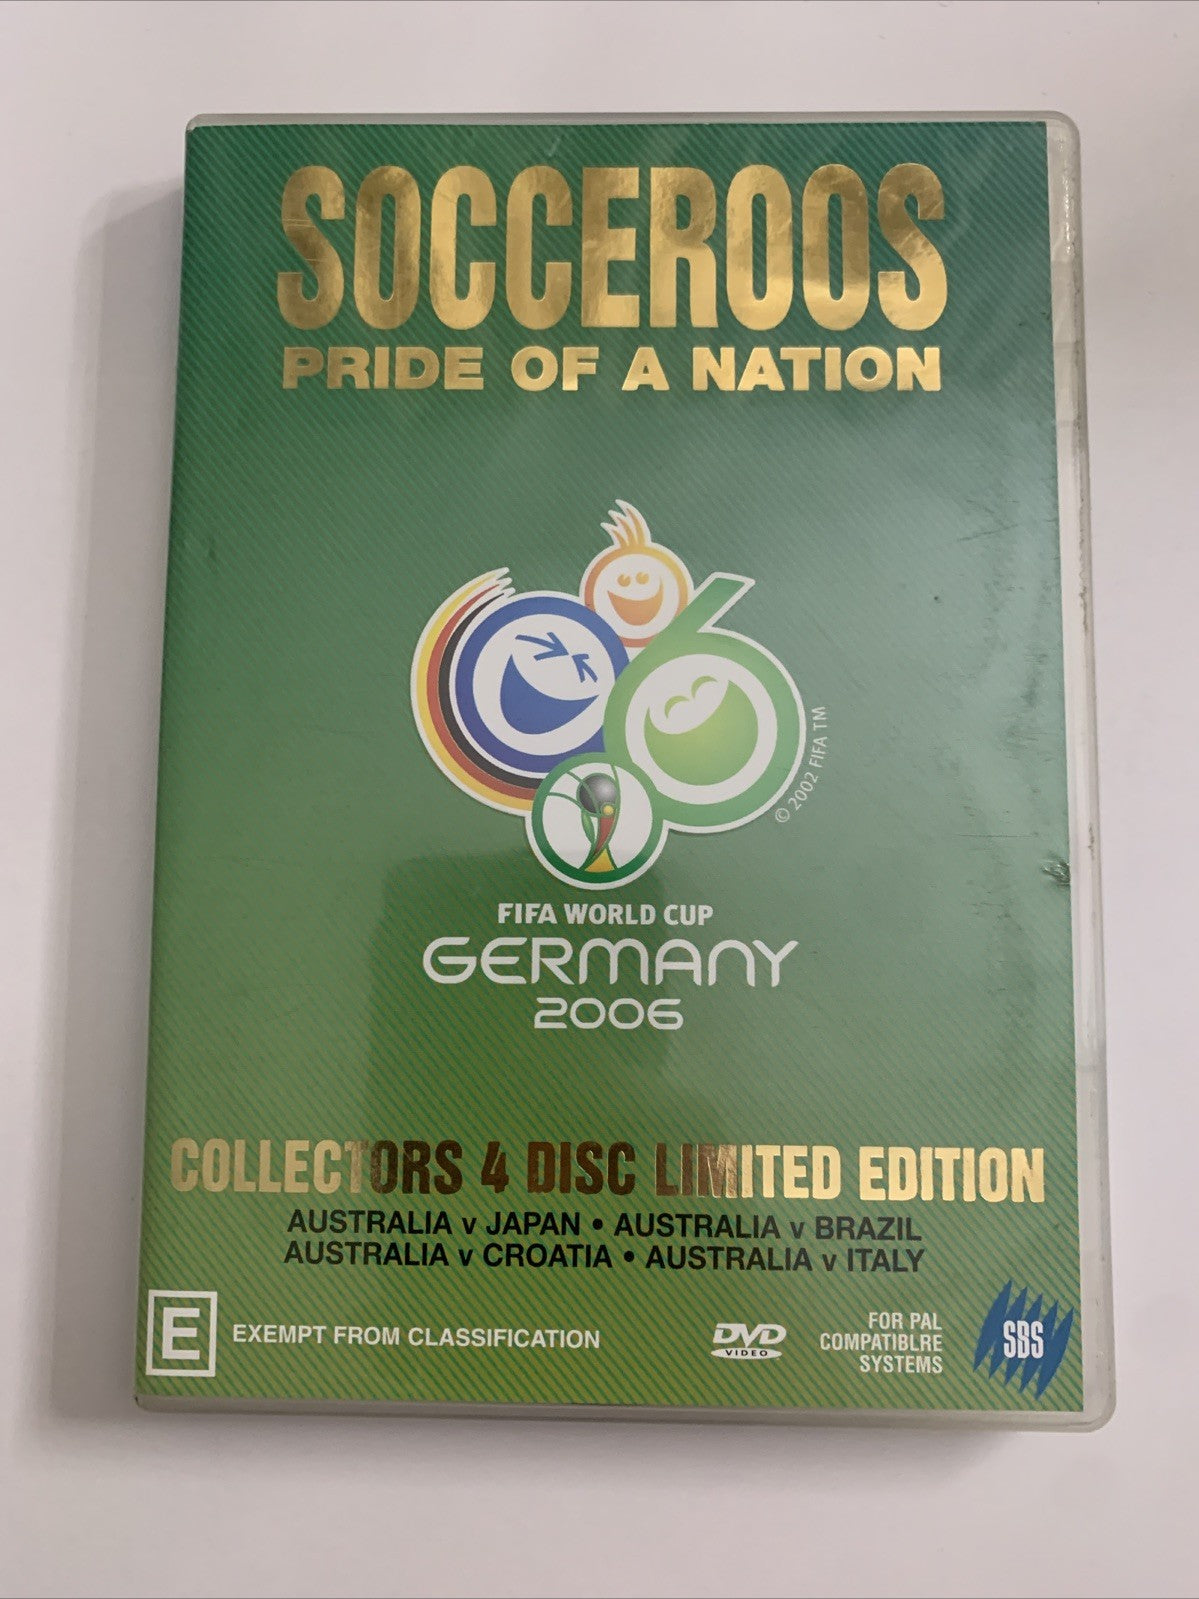 SOCCEROOS
PRIDE OF A NATION
© 2002 FIFA TM
FIFA WORLD CUP
GERMANY
2006
COLLECTORS 4 DISC LIMITED EDITION
AUSTRALIA v JAPAN • AUSTRALIA v BRAZIL
AUSTRALIA v CROATIA • AUSTRALIA v ITALY
E EXEMPT FROM CLASSIFICATION
DVD
VIDEO
FOR PAL
COMPATIBLRE
SYSTEMS
SBS